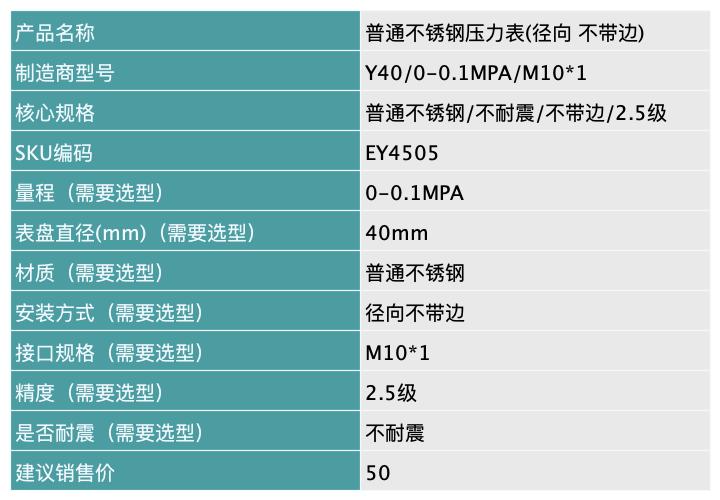 产品名称 普通不锈钢压力表(径向 不带边)
制造商型号 Y40/0-0.1MPA/M10*1
核心规格 普通不锈钢/不耐震/不带边/2.5级
SKU编码 EY4505
量程（需要选型） 0-0.1MPA
表盘直径(mm)（需要选型） 40mm
材质（需要选型） 普通不锈钢
安装方式（需要选型） 径向不带边
接口规格（需要选型） M10*1
精度（需要选型） 2.5级
是否耐震（需要选型） 不耐震
建议销售价 50